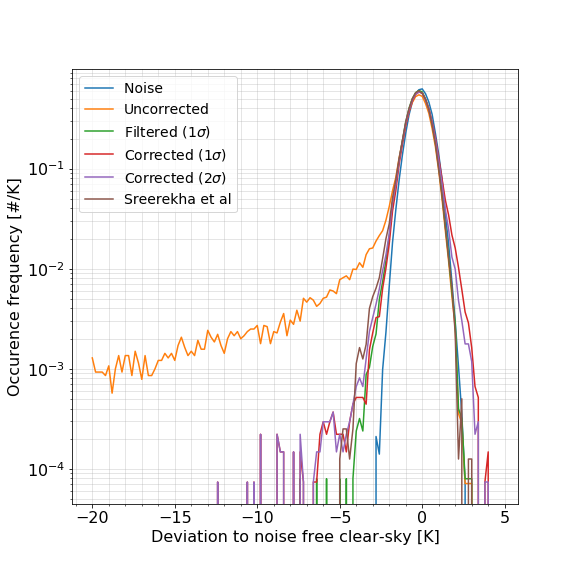 Noise
Uncorrected
Filtered (1σ)
Corrected (1σ)
Corrected (2σ)
Sreerekha et al
Occurence frequency [#/K]
10⁻¹
10⁻²
10⁻³
10⁻⁴
−20 −15 −10 −5 0 5
Deviation to noise free clear-sky [K]